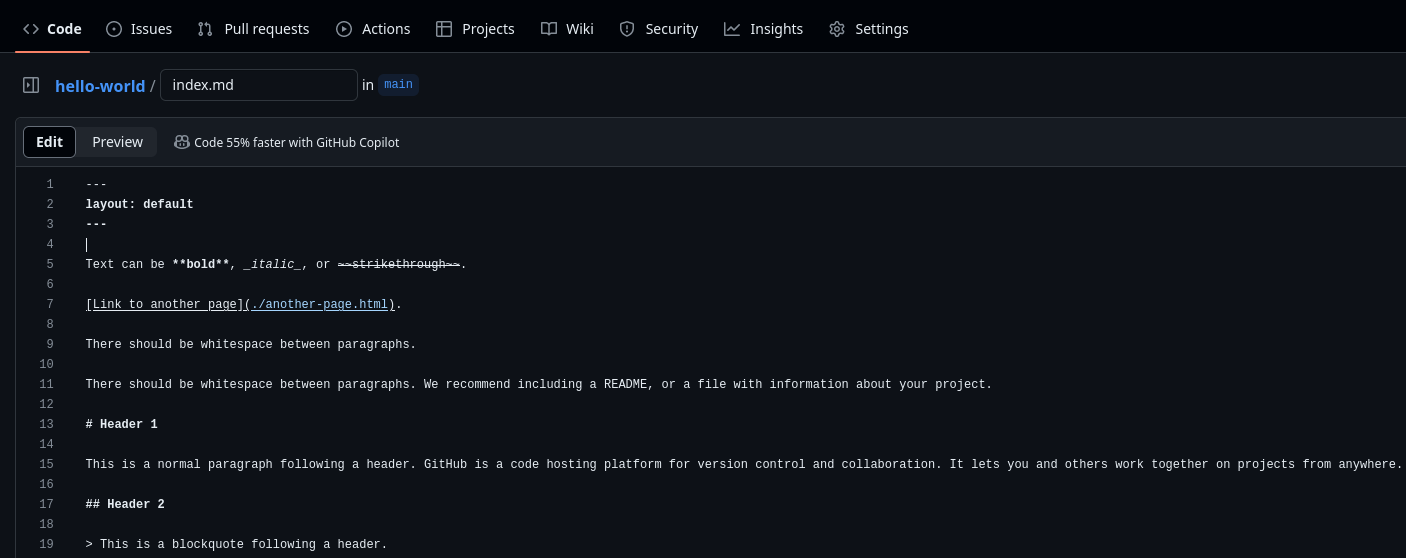 Code Issues Pull requests Actions Projects Wiki Security Insights Settings
hello-world / index.md in main
Edit Preview Code 55% faster with GitHub Copilot
1 ---
2 layout: default
3 ---
4
5 Text can be **bold**, _italic_, or ~~strikethrough~~.
6
7 [Link to another page](./another-page.html).
8
9 There should be whitespace between paragraphs.
10
11 There should be whitespace between paragraphs. We recommend including a README, or a file with information about your project.
12
13 # Header 1
14
15 This is a normal paragraph following a header. GitHub is a code hosting platform for version control and collaboration. It lets you and others work together on projects from anywhere.
16
17 ## Header 2
18
19 > This is a blockquote following a header.